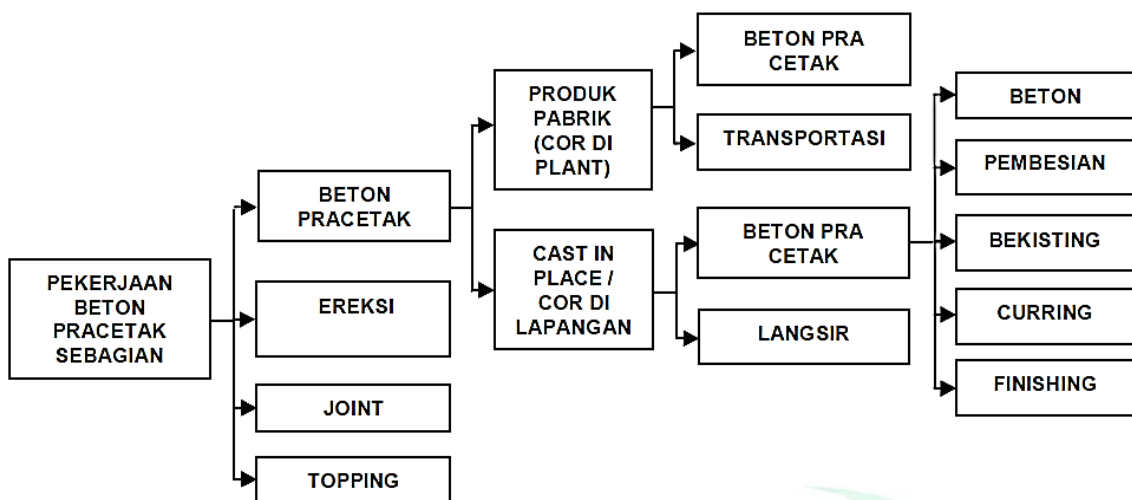 PEKERJAAN
BETON
PRACETAK
SEBAGIAN
BETON
PRACETAK
EREKSI
JOINT
TOPPING
PRODUK
PABRIK
(COR DI
PLANT)
CAST IN
PLACE /
COR DI
LAPANGAN
BETON PRA
CETAK
TRANSPORTASI
BETON PRA
CETAK
LANGSIR
BETON
PEMBESIAN
BEKISTING
CURRING
FINISHING